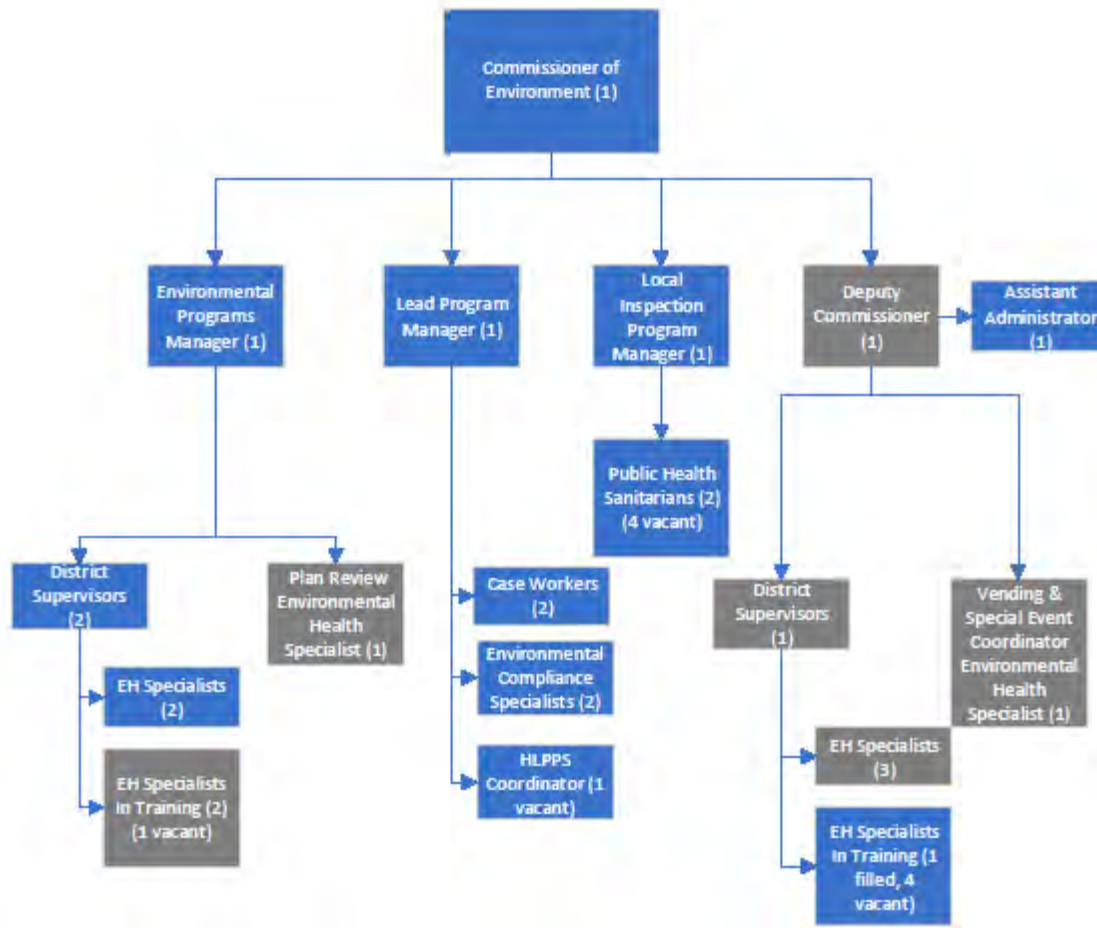 Commissioner of
Environment (1)
Environmental
Programs
Manager (1)
Lead Program
Manager (1)
Local
Inspection
Program
Manager (1)
Deputy
Commissioner
(1)
Assistant
Administrator
(1)
Public Health
Sanitarians (2)
(4 vacant)
District
Supervisors
(2)
Plan Review
Environmental
Health
Specialist (1)
EH Specialists
(2)
EH Specialists
In Training (2)
(1 vacant)
Case Workers
(2)
Environmental
Compliance
Specialists (2)
HLPPS
Coordinator (1
vacant)
District
Supervisors
(1)
Vending &
Special Event
Coordinator
Environmental
Health
Specialist (1)
EH Specialists
(3)
EH Specialists
In Training (1
filled, 4
vacant)